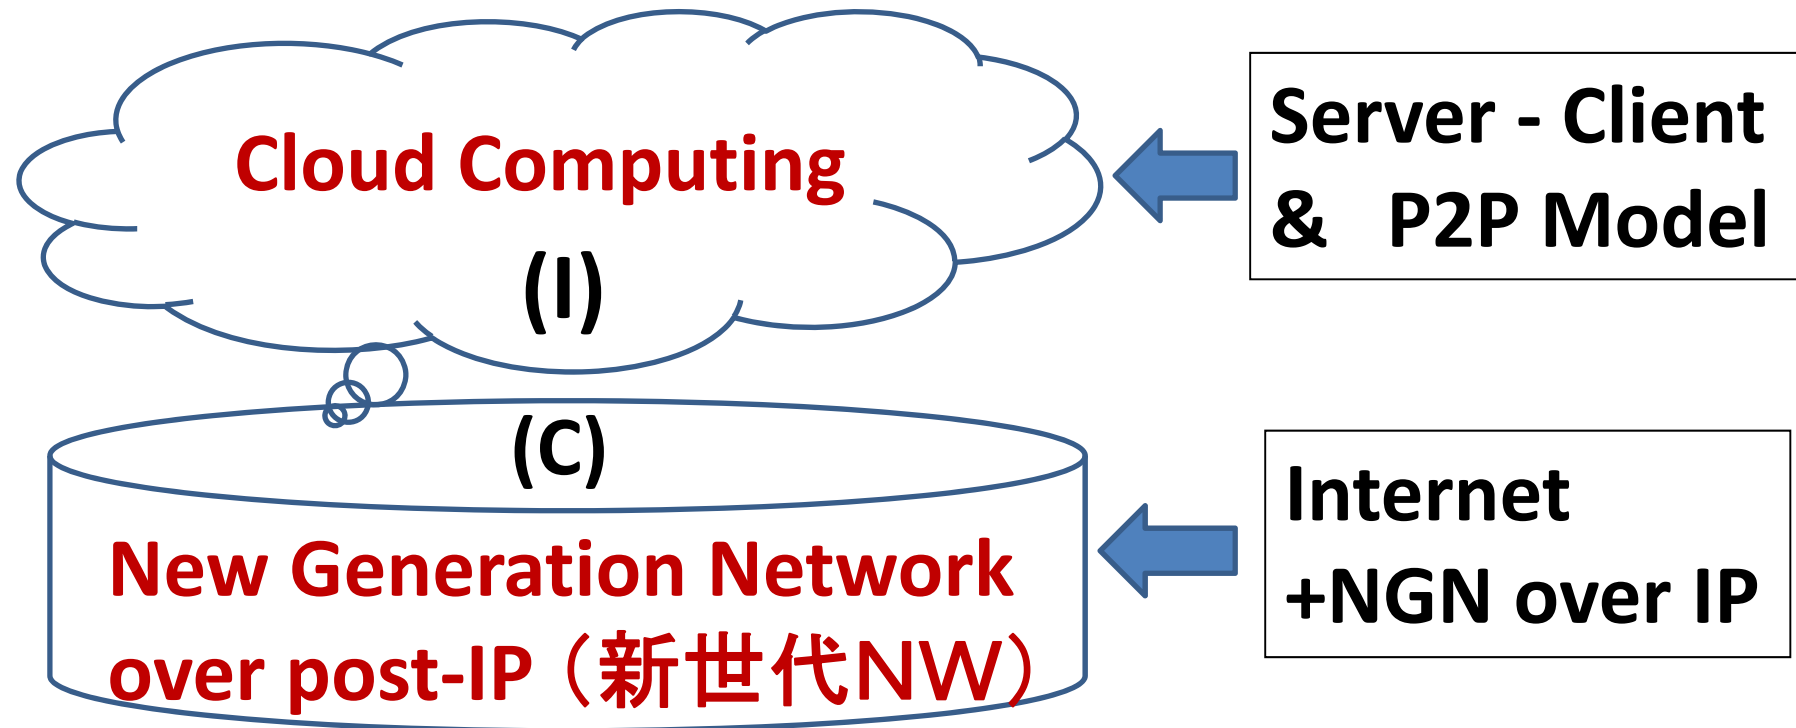 Cloud Computing
(I)
Server - Client
& P2P Model
(C)
New Generation Network
over post-IP（新世代NW）
Internet
+NGN over IP